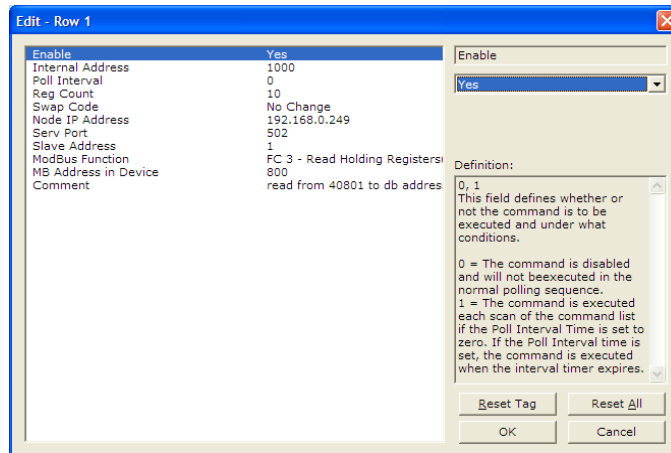 Edit - Row 1
Enable Yes
Internal Address 1000
Poll Interval 0
Reg Count 10
Swap Code No Change
Node IP Address 192.168.0.249
Serv Port 502
Slave Address 1
ModBus Function FC 3 - Read Holding Registers(
MB Address in Device 800
Comment read from 40801 to db addres
Enable
Yes
Definition:
0, 1
This field defines whether or
not the command is to be
executed and under what
conditions.
0 = The command is disabled
and will not beexecuted in the
normal polling sequence.
1 = The command is executed
each scan of the command list
if the Poll Interval Time is set to
zero. If the Poll Interval time is
set, the command is executed
when the interval timer expires.
Reset Tag Reset All
OK Cancel